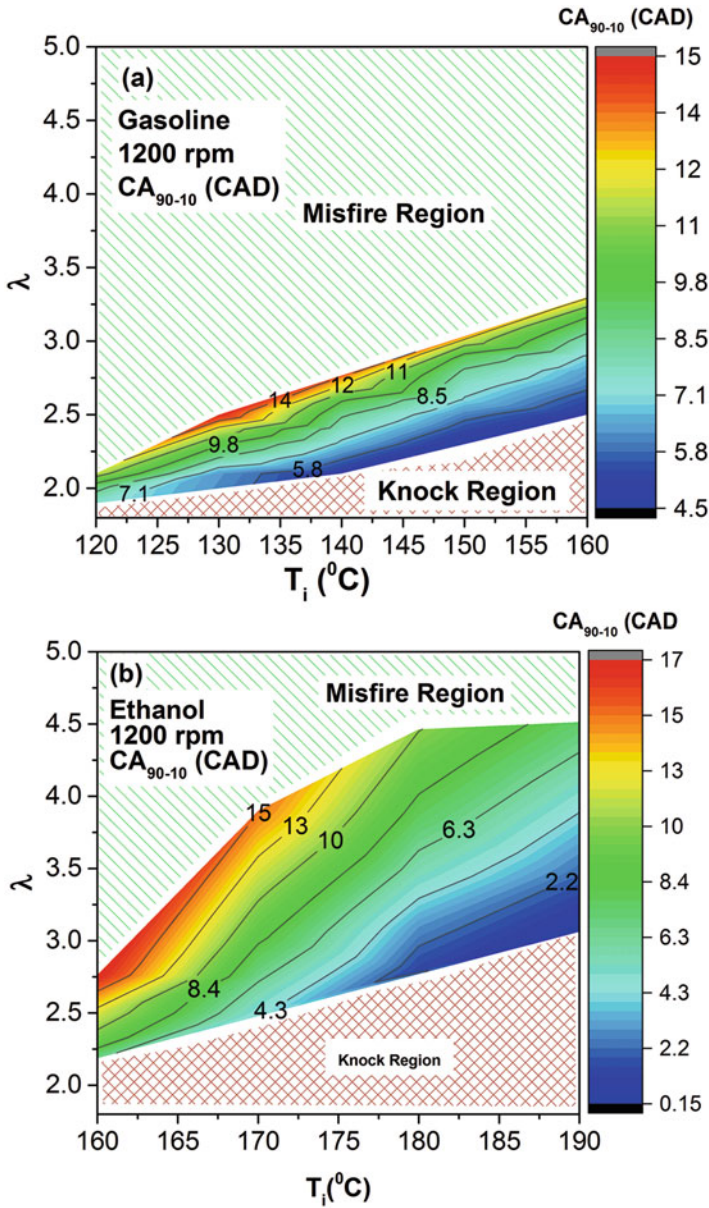 CA90-10 (CAD)
(a)
Gasoline
1200 rpm
CA90-10 (CAD)
Misfire Region
Knock Region
5.0
4.5
4.0
3.5
3.0
2.5
2.0
λ
14
12
11
8.5
9.8
5.8
7.1
120 125 130 135 140 145 150 155 160
Ti (0C)
15
14
12
11
9.8
8.5
7.1
5.8
4.5
CA90-10 (CAD
(b)
Ethanol
1200 rpm
CA90-10 (CAD)
Misfire Region
Knock Region
5.0
4.5
4.0
3.5
3.0
2.5
2.0
λ
15
13
10
6.3
2.2
8.4
4.3
160 165 170 175 180 185 190
Ti(0C)
17
15
13
10
8.4
6.3
4.3
2.2
0.15